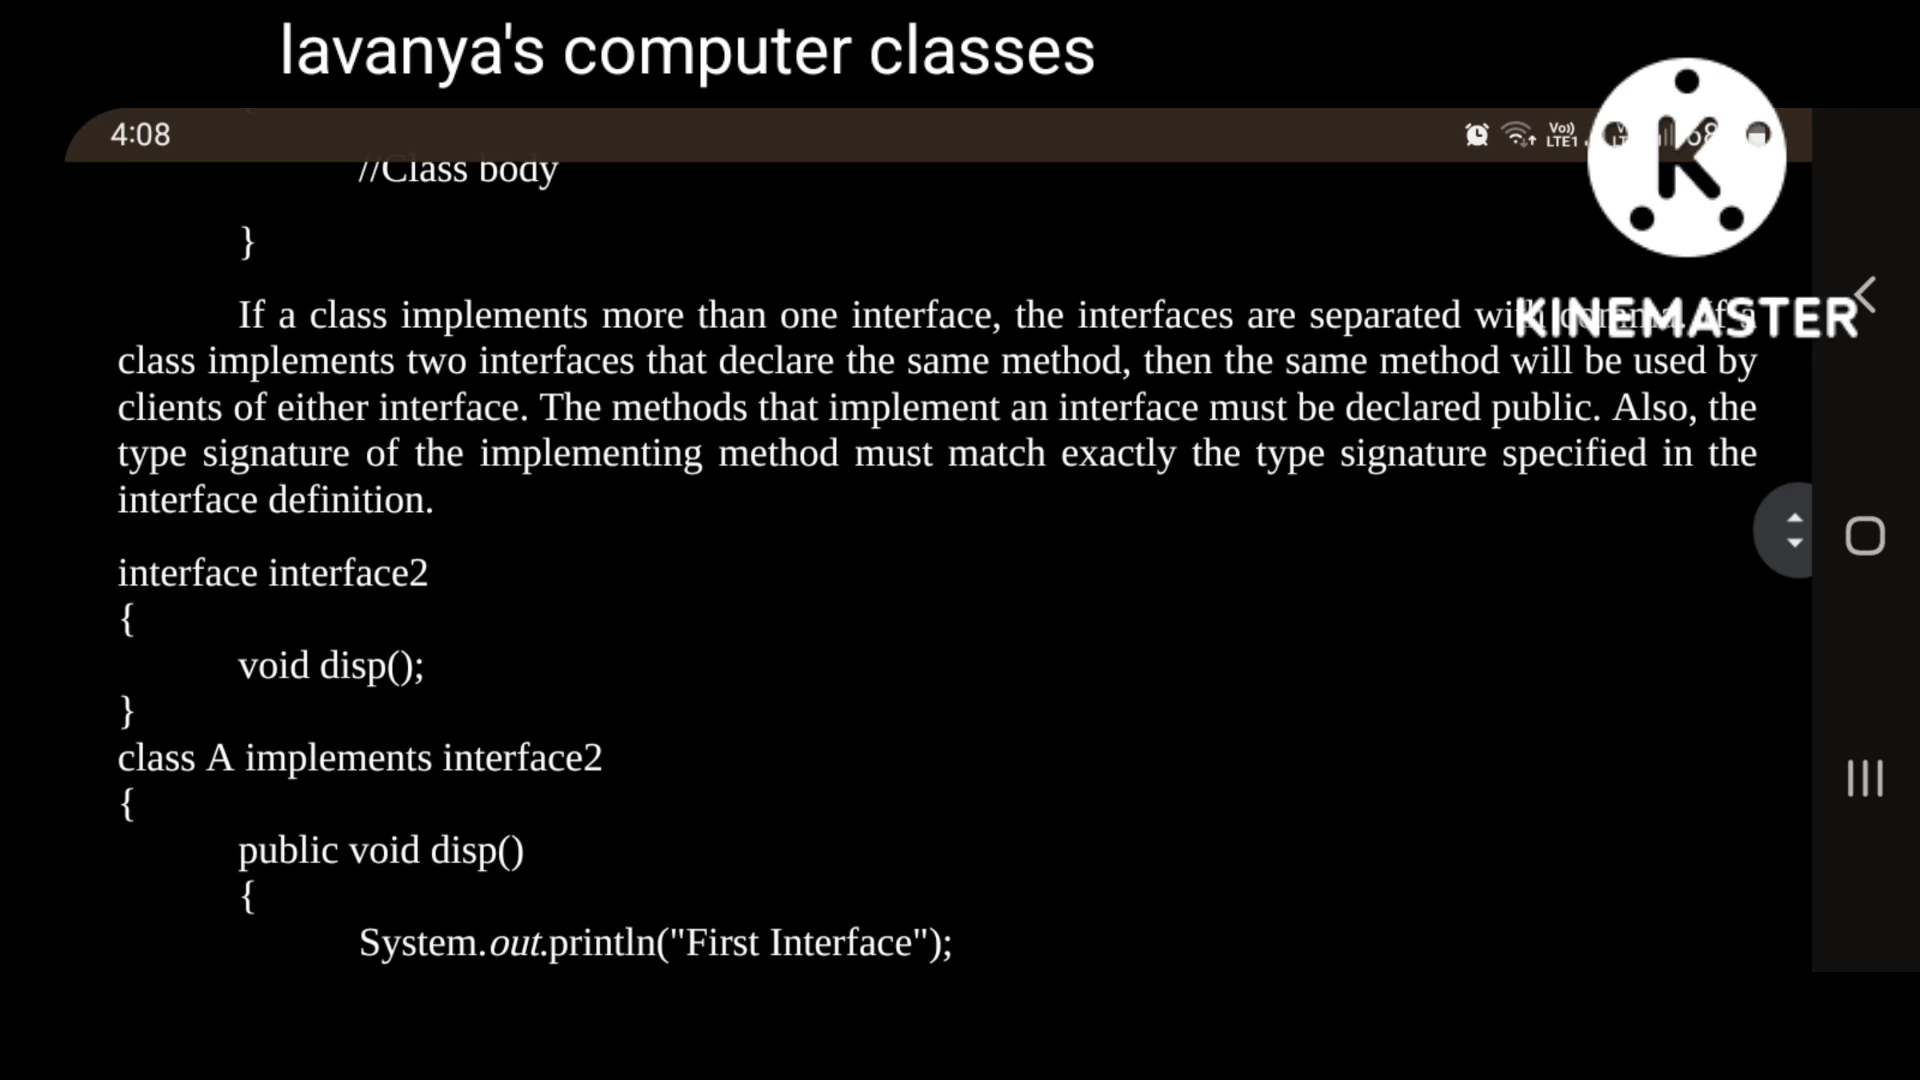 lavanya's computer classes
4:08
Vo))
LTE1
//Class body
}
If a class implements more than one interface, the interfaces are separated
KINEMASTER
class implements two interfaces that declare the same method, then the same method will be used by
clients of either interface. The methods that implement an interface must be declared public. Also, the
type signature of the implementing method must match exactly the type signature specified in the
interface definition.
interface interface2
{
void disp();
}
class A implements interface2
{
public void disp()
{
System.out.println("First Interface");